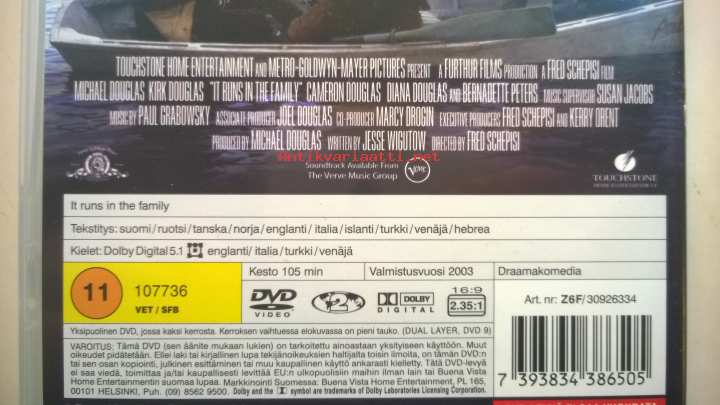 TOUCHSTONE HOME ENTERTAINMENT AND METRO-GOLDWYN-MAYER PICTURES PRESENT A FURTHUR FILMS PRODUCTION A FRED SCHEPISI FILM
MICHAEL DOUGLAS KIRK DOUGLAS "IT RUNS IN THE FAMILY" CAMERON DOUGLAS DIANA DOUGLAS AND BERNADETTE PETERS MUSIC SUPERVISOR SUSAN JACOBS
MUSIC BY PAUL GRABOWSKY ASSOCIATE PRODUCER JOEL DOUGLAS CO-PRODUCER MARCY DROGIN EXECUTIVE PRODUCERS FRED SCHEPISI AND KERRY ORENT
PRODUCED BY MICHAEL DOUGLAS WRITTEN BY JESSE WIGUTOW DIRECTED BY FRED SCHEPISI
Antikvariaatti.net
Soundtrack Available From
The Verve Music Group
Verve
TOUCHSTONE
It runs in the family
Tekstitys: suomi/ruotsi/tanska/norja/englanti/italia/islanti/turkki/venäjä/hebrea
Kielet: Dolby Digital 5.1 englanti/italia/turkki/venäjä
11 107736
VET / SFB
Kesto 105 min
Valmistusvuosi 2003
Draamakomedia
DVD
VIDEO
2
DOLBY
DIGITAL
16:9
2.35:1
Art. nr: Z6F/30926334
Yksipuolinen DVD, jossa kaksi kerrosta. Kerroksen vaihtuessa elokuvassa on pieni tauko. (DUAL LAYER, DVD 9)
VAROITUS: Tämä DVD (sen äänite mukaan lukien) on tarkoitettu ainoastaan yksityiseen käyttöön. Muut
oikeudet pidätetään. Ellei laki tai kirjallinen lupa tekijänoikeuksien haltijalta toisin ilmoita, on tämän DVD:n
tai sen osan kopiointi, julkinen esittäminen tai muu kaupallinen käyttö ankarasti kielletty. Tätä DVD-levyä
ei saa viedä, toimittaa ja/tai kaupallisesti levittää EU:n ulkopuolisiin maihin ilman lain tai Buena Vista
Home Entertainmentin suomaa lupaa. Markkinointi Suomessa: Buena Vista Home Entertainment, PL 165,
00101 HELSINKI, Puh. (09) 8562 9500. Dolby and the symbol are trademarks of Dolby Laboratories Licensing Corporation.
7 393834 386505